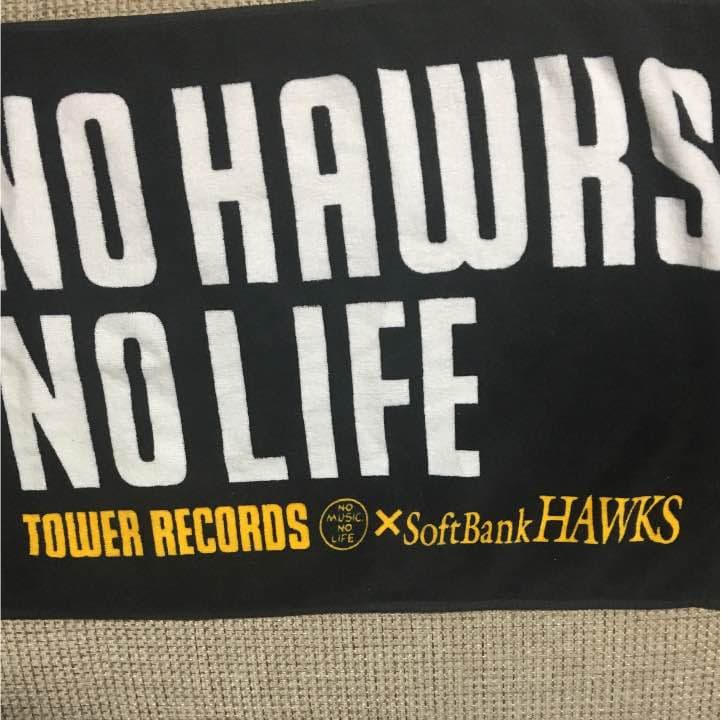 NO HAWKS
NO LIFE
TOWER RECORDS NO MUSIC. NO LIFE × SoftBank HAWKS